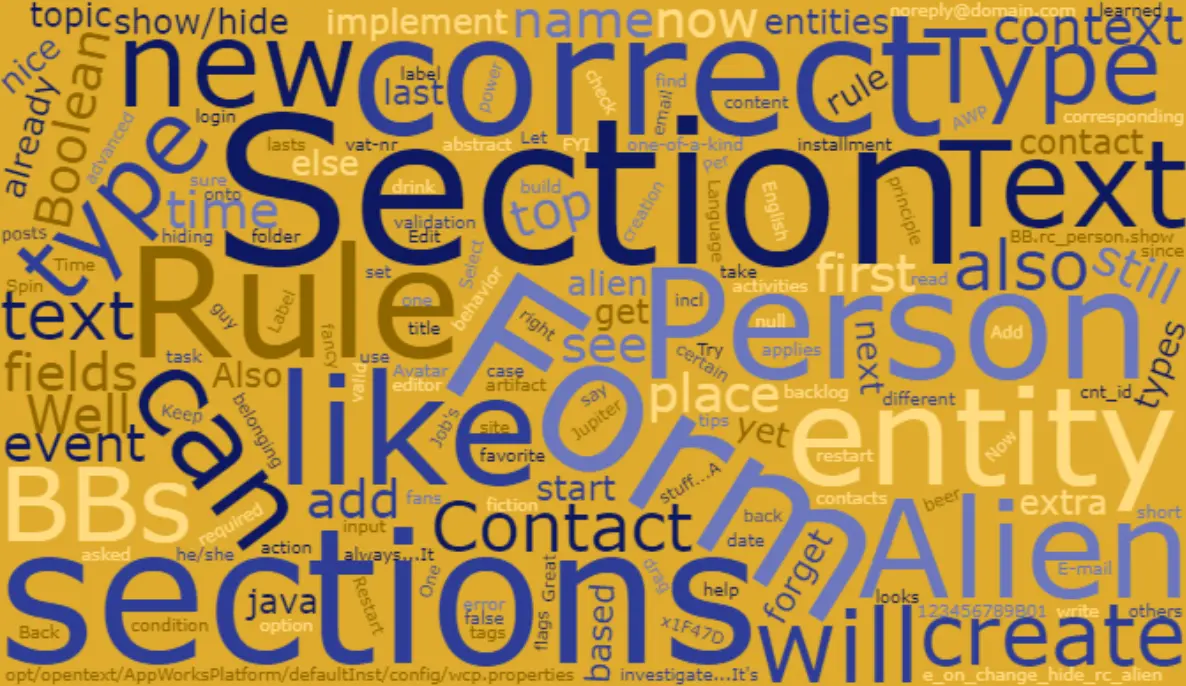 topic show/hide implement name now entities noreply@domain.com learned
nice already Boolean new correct Type context
label last power check find email content rule AWP corresponding
advanced login lasts vat-nr abstract Let FYI one-of-a-kind installment contact
type sure onto time else drink build top creation Per Language English principle Text
Section
posts hiding folder validation Edit BB.rc_person.show since
Time Spin Rule set Select behavior alien take activities first read also still
text guy Label one title right get incl null Person Add next types
fancy task use Avatar case see Try certain applies
fields Also like valid editor artifact Form say Jupiter place backlog different cnt_id
Well Keep can belonging Job's site favorite tips yet entity restart Now
event
BBs required add fans fiction start stuff...A contacts beer extra short
asked he/she action input always...It Contact back date forget Alien E-mail
sections Restart One error false tags flags Great based drag help x1F47D looks 123456789B01 write others
java
Back condition option will create
opt/opentext/AppWorksPlatform/defaultInst/config/wcp.properties investigate...It's e_on_change_hide_rc_alien